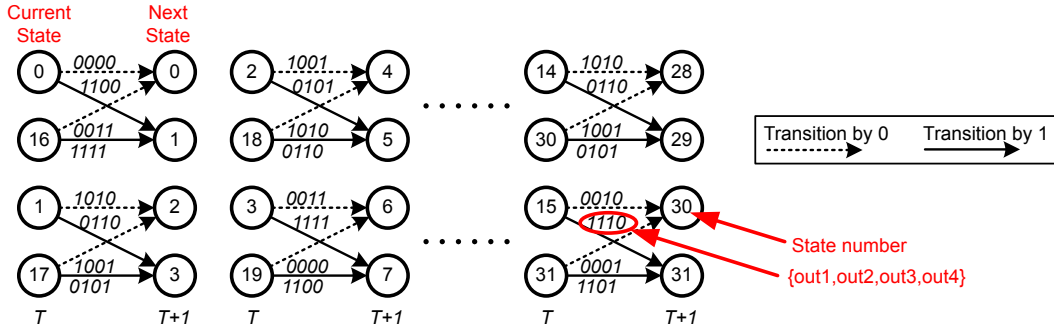 Current State
Next State
0 0000 0
1100
16 0011 1
1111
1 1010 2
0110
17 1001 3
0101
T T+1
2 1001 4
0101
18 1010 5
0110
3 0011 6
1111
19 0000 7
1100
T T+1
......
......
14 1010 28
0110
30 1001 29
0101
15 0010 30
1110
31 0001 31
1101
T T+1
Transition by 0 Transition by 1
State number
{out1,out2,out3,out4}